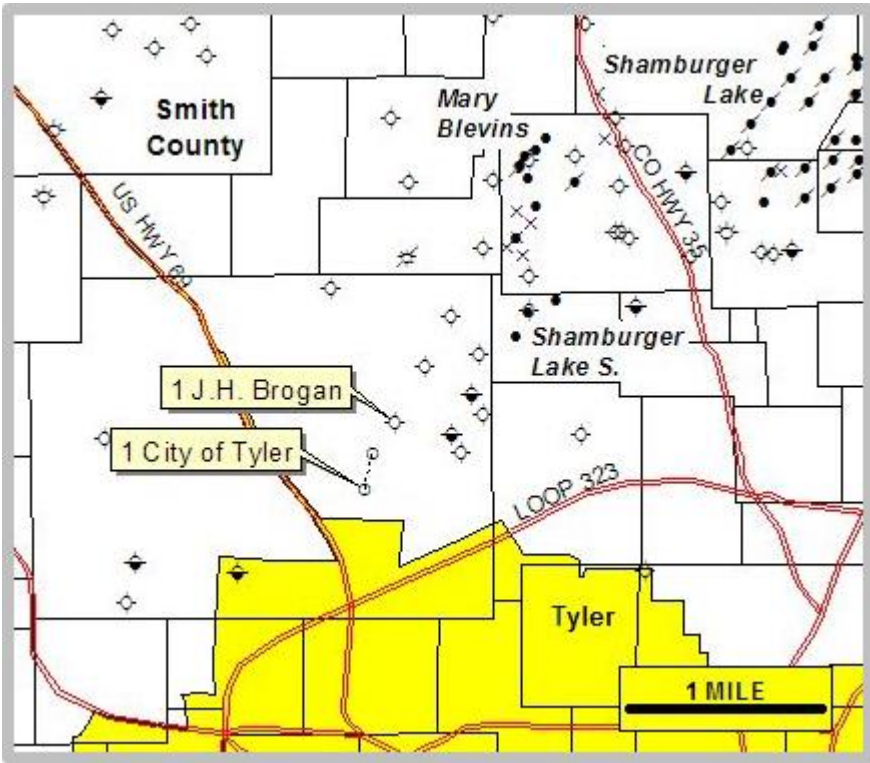 Shamburger
Lake
Mary
Blevins
Smith
County
CO HWY 35
US HWY 69
Shamburger
Lake S.
1 J.H. Brogan
1 City of Tyler
LOOP 323
Tyler
1 MILE